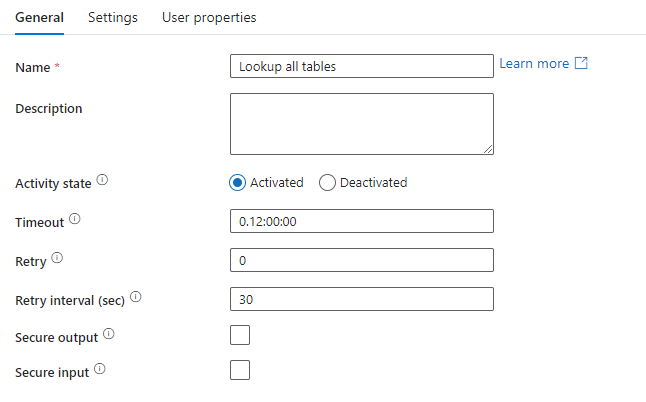 General Settings User properties
Name * Lookup all tables Learn more
Description
Activity state Activated Deactivated
Timeout 0.12:00:00
Retry 0
Retry interval (sec) 30
Secure output
Secure input